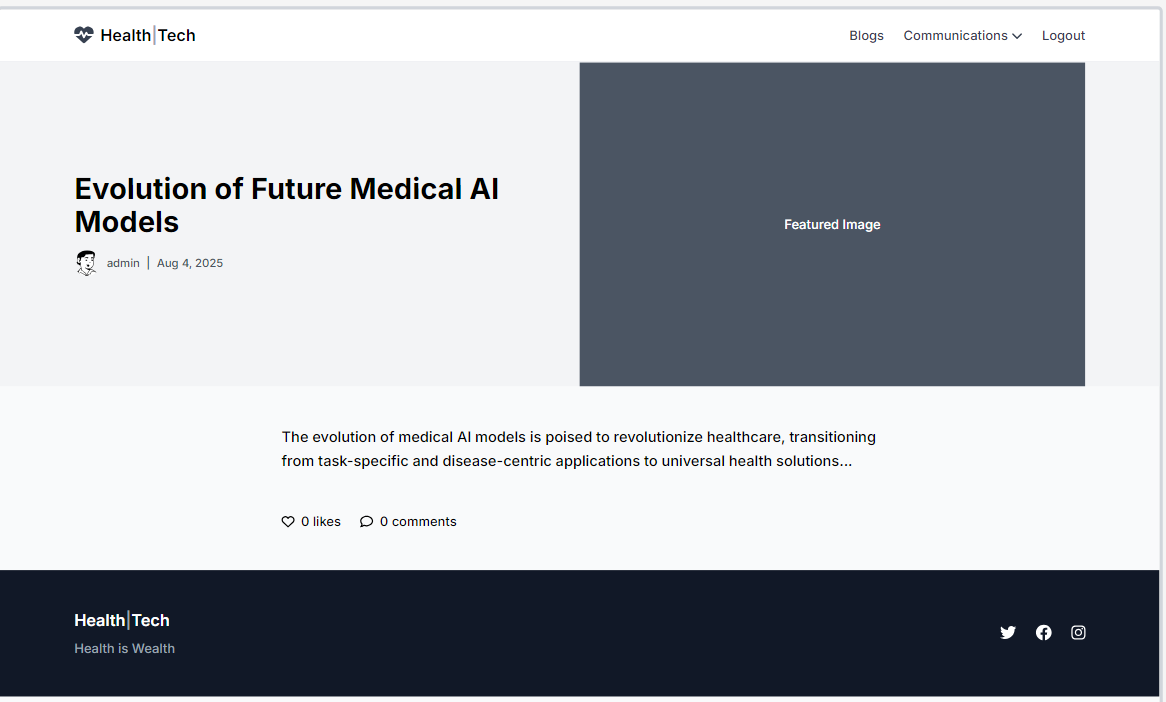 Health|Tech
Blogs Communications Logout
Evolution of Future Medical AI
Models
admin | Aug 4, 2025
Featured Image
The evolution of medical AI models is poised to revolutionize healthcare, transitioning
from task-specific and disease-centric applications to universal health solutions...
0 likes 0 comments
Health|Tech
Health is Wealth